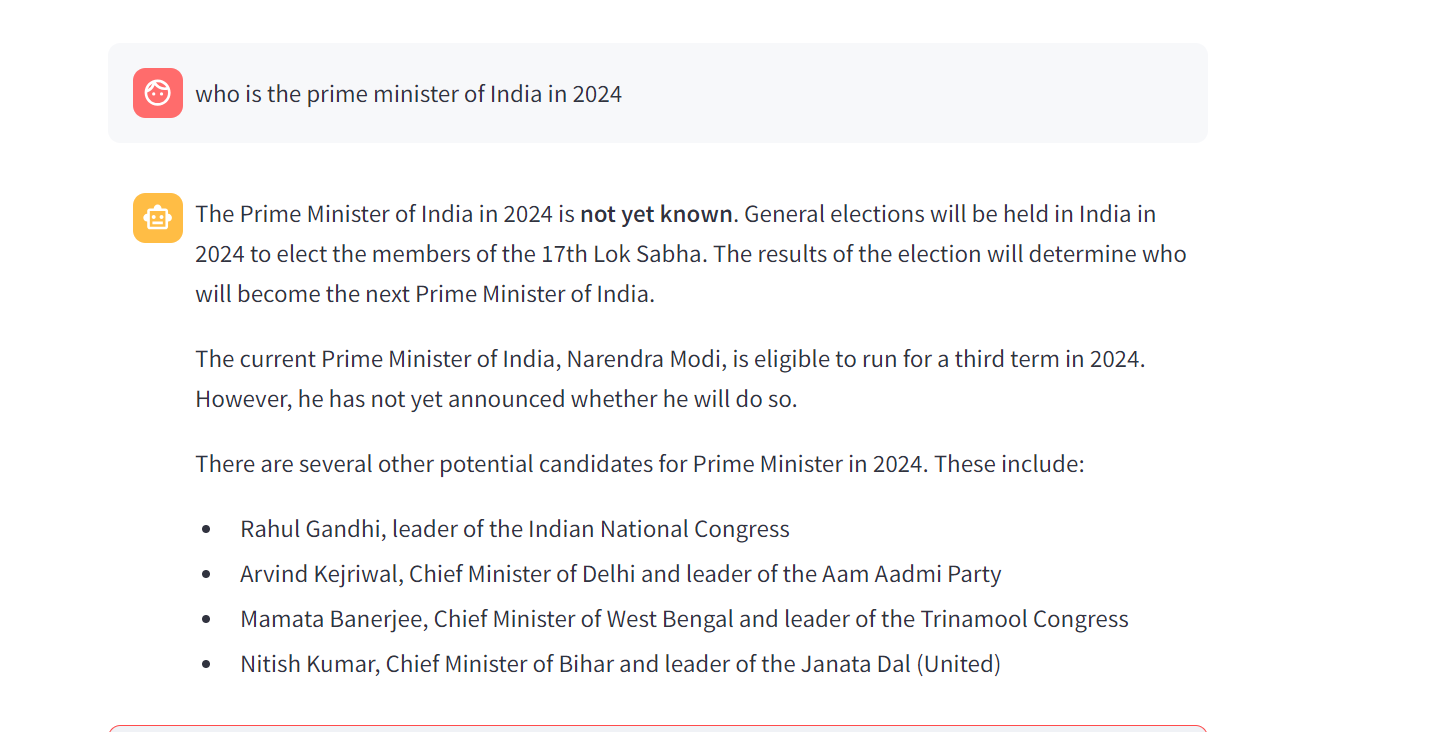 who is the prime minister of India in 2024
The Prime Minister of India in 2024 is not yet known. General elections will be held in India in
2024 to elect the members of the 17th Lok Sabha. The results of the election will determine who
will become the next Prime Minister of India.
The current Prime Minister of India, Narendra Modi, is eligible to run for a third term in 2024.
However, he has not yet announced whether he will do so.
There are several other potential candidates for Prime Minister in 2024. These include:
• Rahul Gandhi, leader of the Indian National Congress
• Arvind Kejriwal, Chief Minister of Delhi and leader of the Aam Aadmi Party
• Mamata Banerjee, Chief Minister of West Bengal and leader of the Trinamool Congress
• Nitish Kumar, Chief Minister of Bihar and leader of the Janata Dal (United)